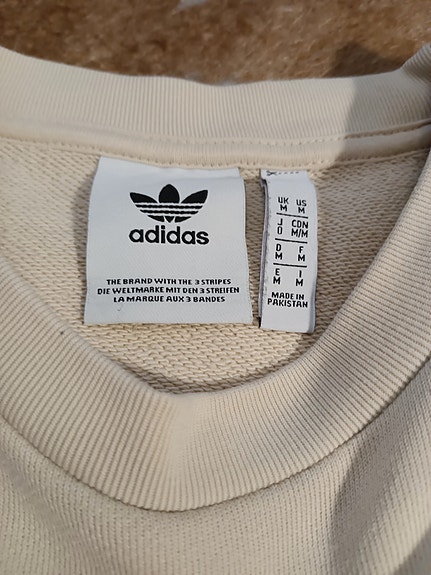 adidas
THE BRAND WITH THE 3 STRIPES
DIE WELTMARKE MIT DEN 3 STREIFEN
LA MARQUE AUX 3 BANDES
UK US
M M
J CDN
O M/M
D F
M M
E I
M M
MADE IN
PAKISTAN